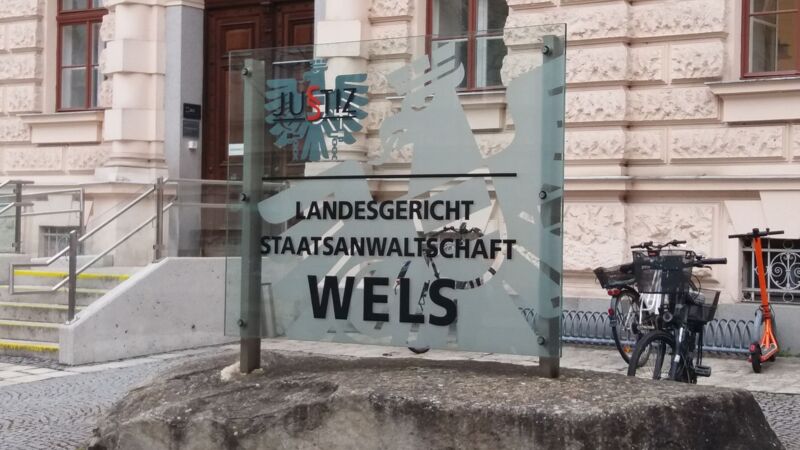 JUSTIZ
LANDESGERICHT
STAATSANWALTSCHAFT
WELS